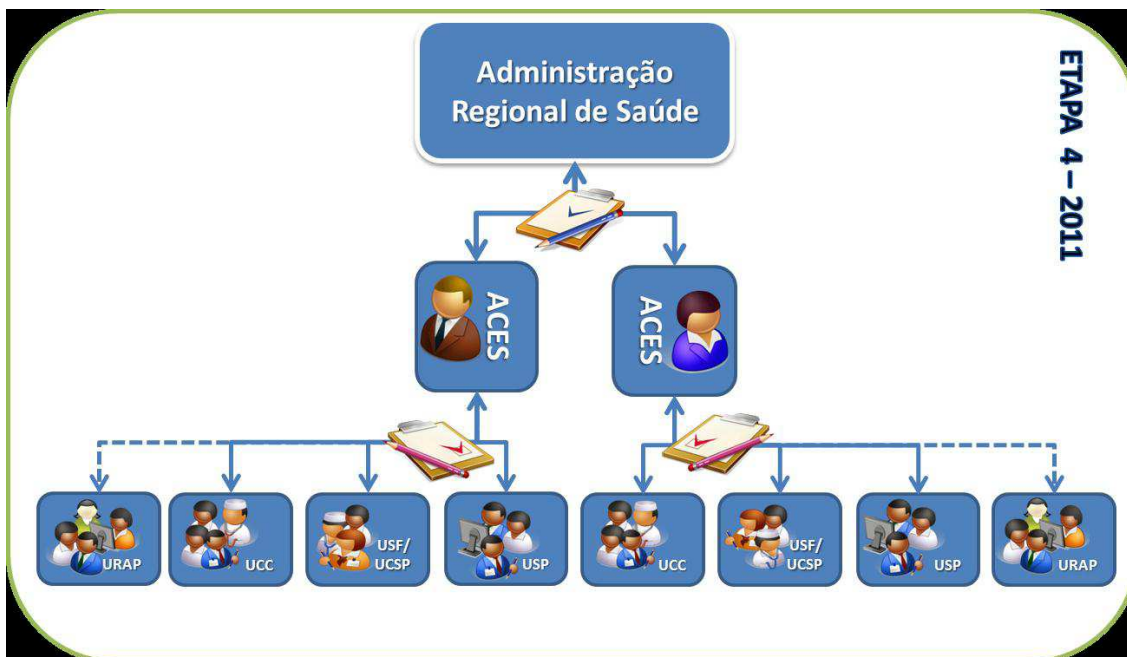 Administração
Regional de Saúde
ETAPA 4 – 2011
ACES
ACES
URAP
UCC
USF/
UCSP
USP
UCC
USF/
UCSP
USP
URAP